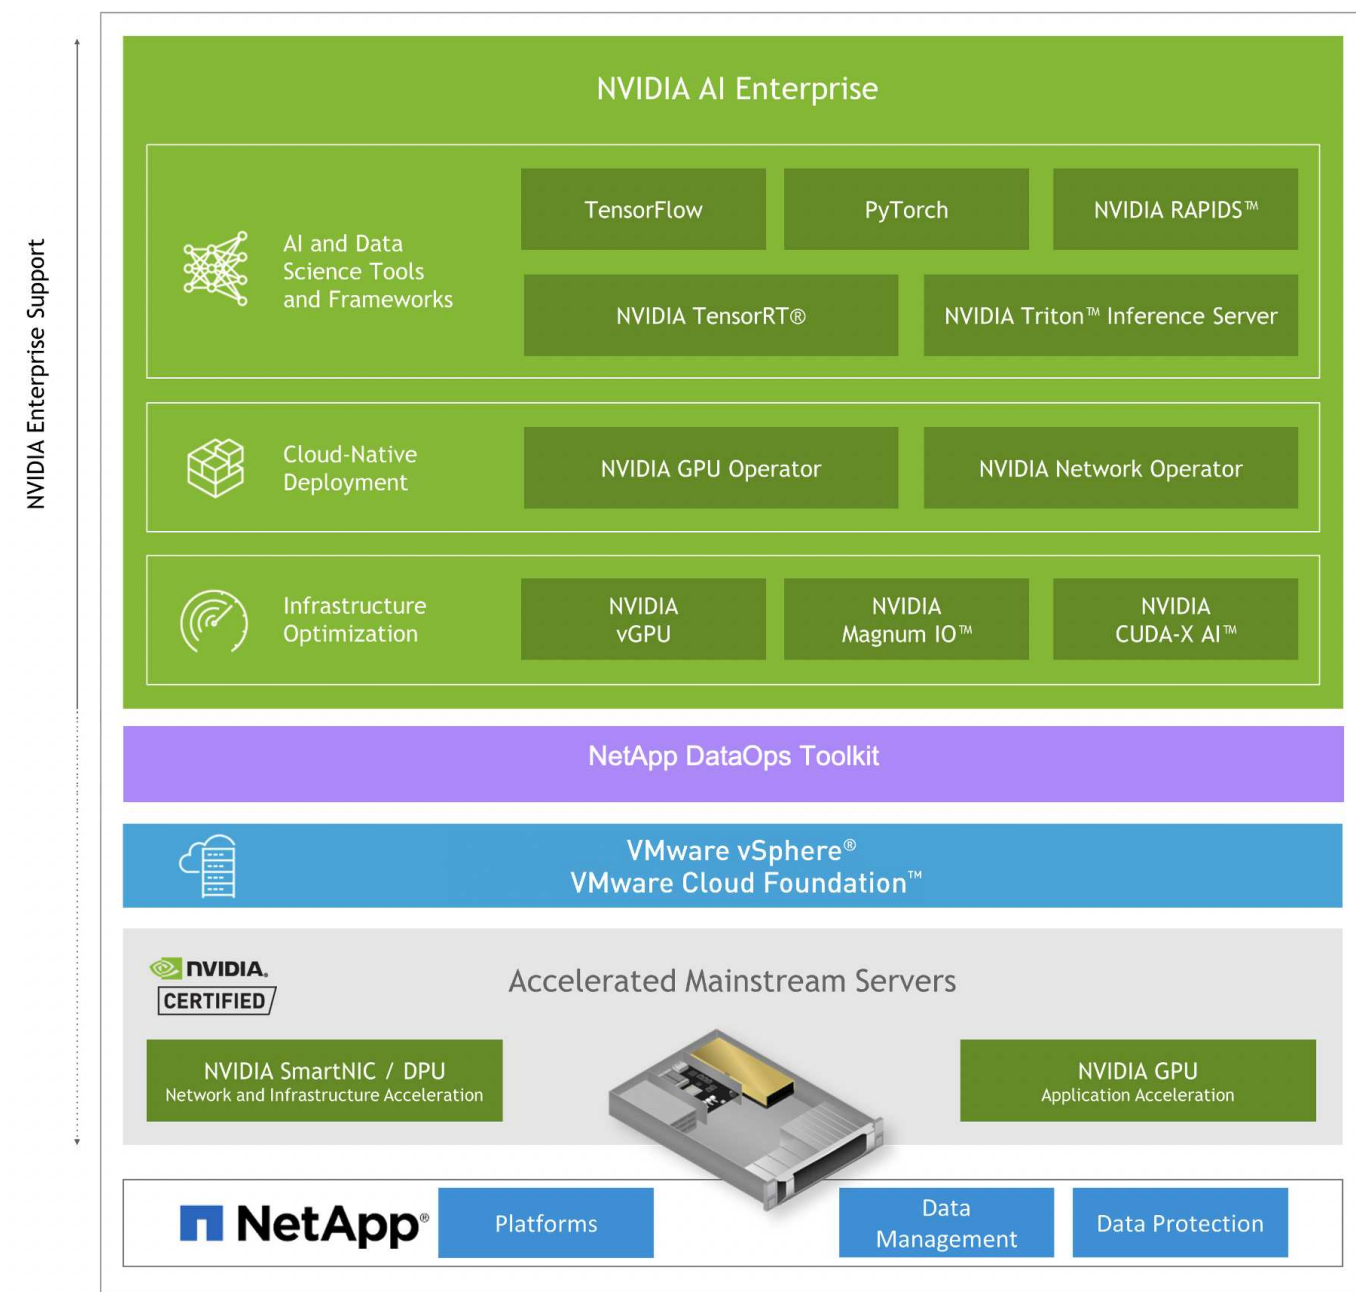 NVIDIA Enterprise Support
NVIDIA AI Enterprise
AI and Data
Science Tools
and Frameworks
TensorFlow
PyTorch
NVIDIA RAPIDS™
NVIDIA TensorRT®
NVIDIA Triton™ Inference Server
Cloud-Native
Deployment
NVIDIA GPU Operator
NVIDIA Network Operator
Infrastructure
Optimization
NVIDIA
vGPU
NVIDIA
Magnum IO™
NVIDIA
CUDA-X AI™
NetApp DataOps Toolkit
VMware vSphere®
VMware Cloud Foundation™
NVIDIA.
CERTIFIED
Accelerated Mainstream Servers
NVIDIA SmartNIC / DPU
Network and Infrastructure Acceleration
NVIDIA GPU
Application Acceleration
NetApp®
Platforms
Data
Management
Data Protection